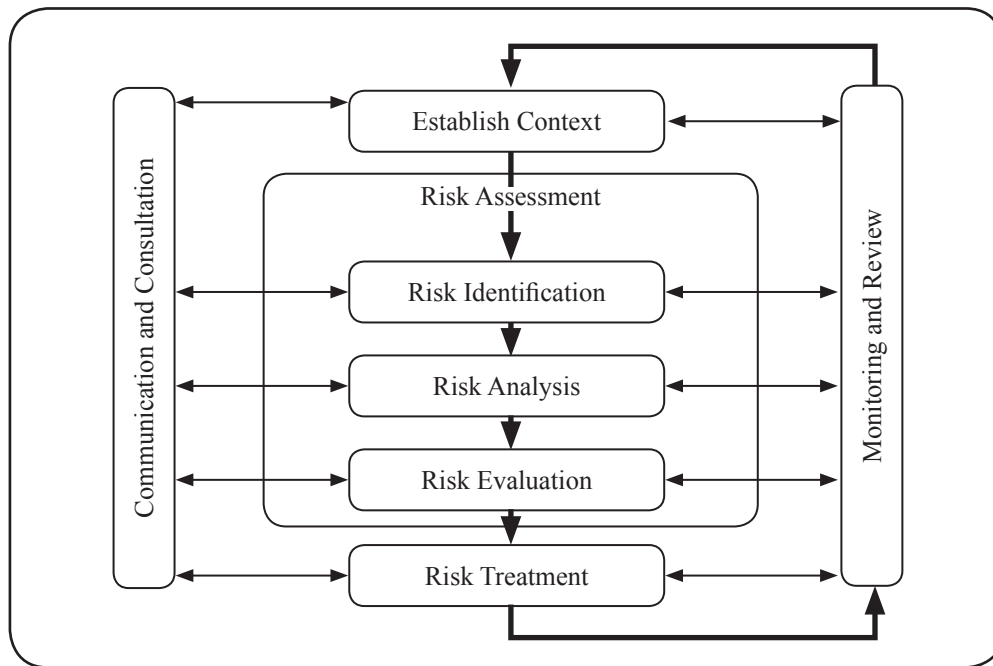 Establish Context
Risk Assessment
Risk Identification
Risk Analysis
Risk Evaluation
Risk Treatment
Communication and Consultation
Monitoring and Review